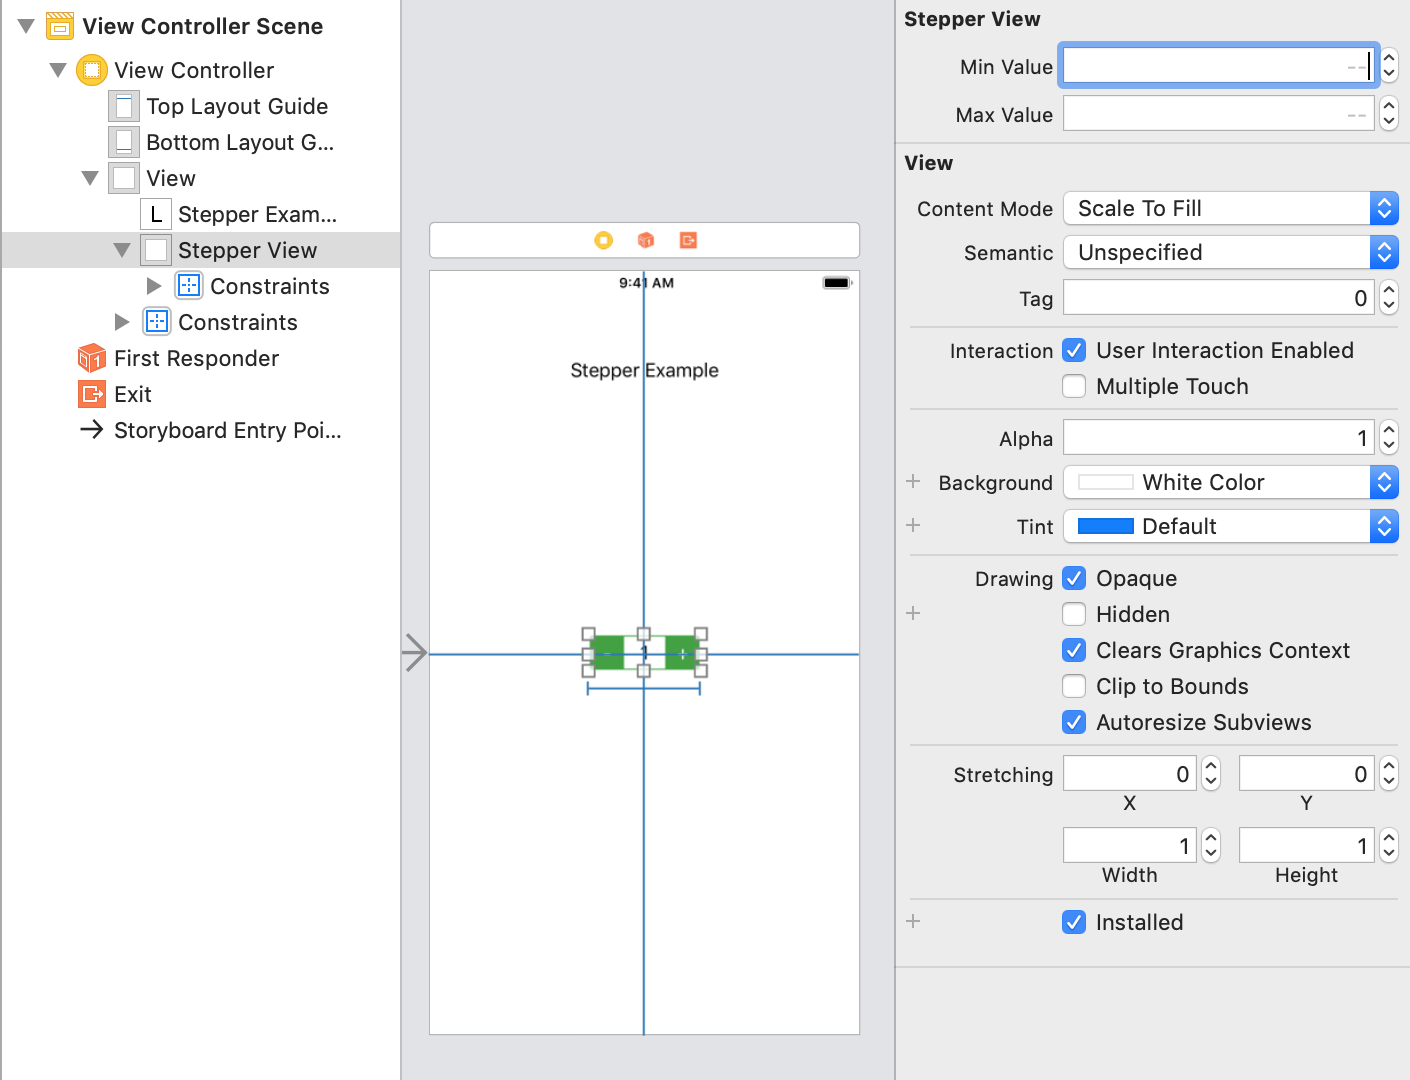 View Controller Scene
View Controller
Top Layout Guide
Bottom Layout G...
View
L Stepper Exam...
Stepper View
Constraints
Constraints
First Responder
Exit
Storyboard Entry Poi...
9:41 AM
Stepper Example
- 1 +
Stepper View
Min Value --
Max Value --
View
Content Mode Scale To Fill
Semantic Unspecified
Tag 0
Interaction User Interaction Enabled
Multiple Touch
Alpha 1
+ Background White Color
+ Tint Default
Drawing Opaque
+ Hidden
Clears Graphics Context
Clip to Bounds
Autoresize Subviews
Stretching 0 0
X Y
1 1
Width Height
+ Installed